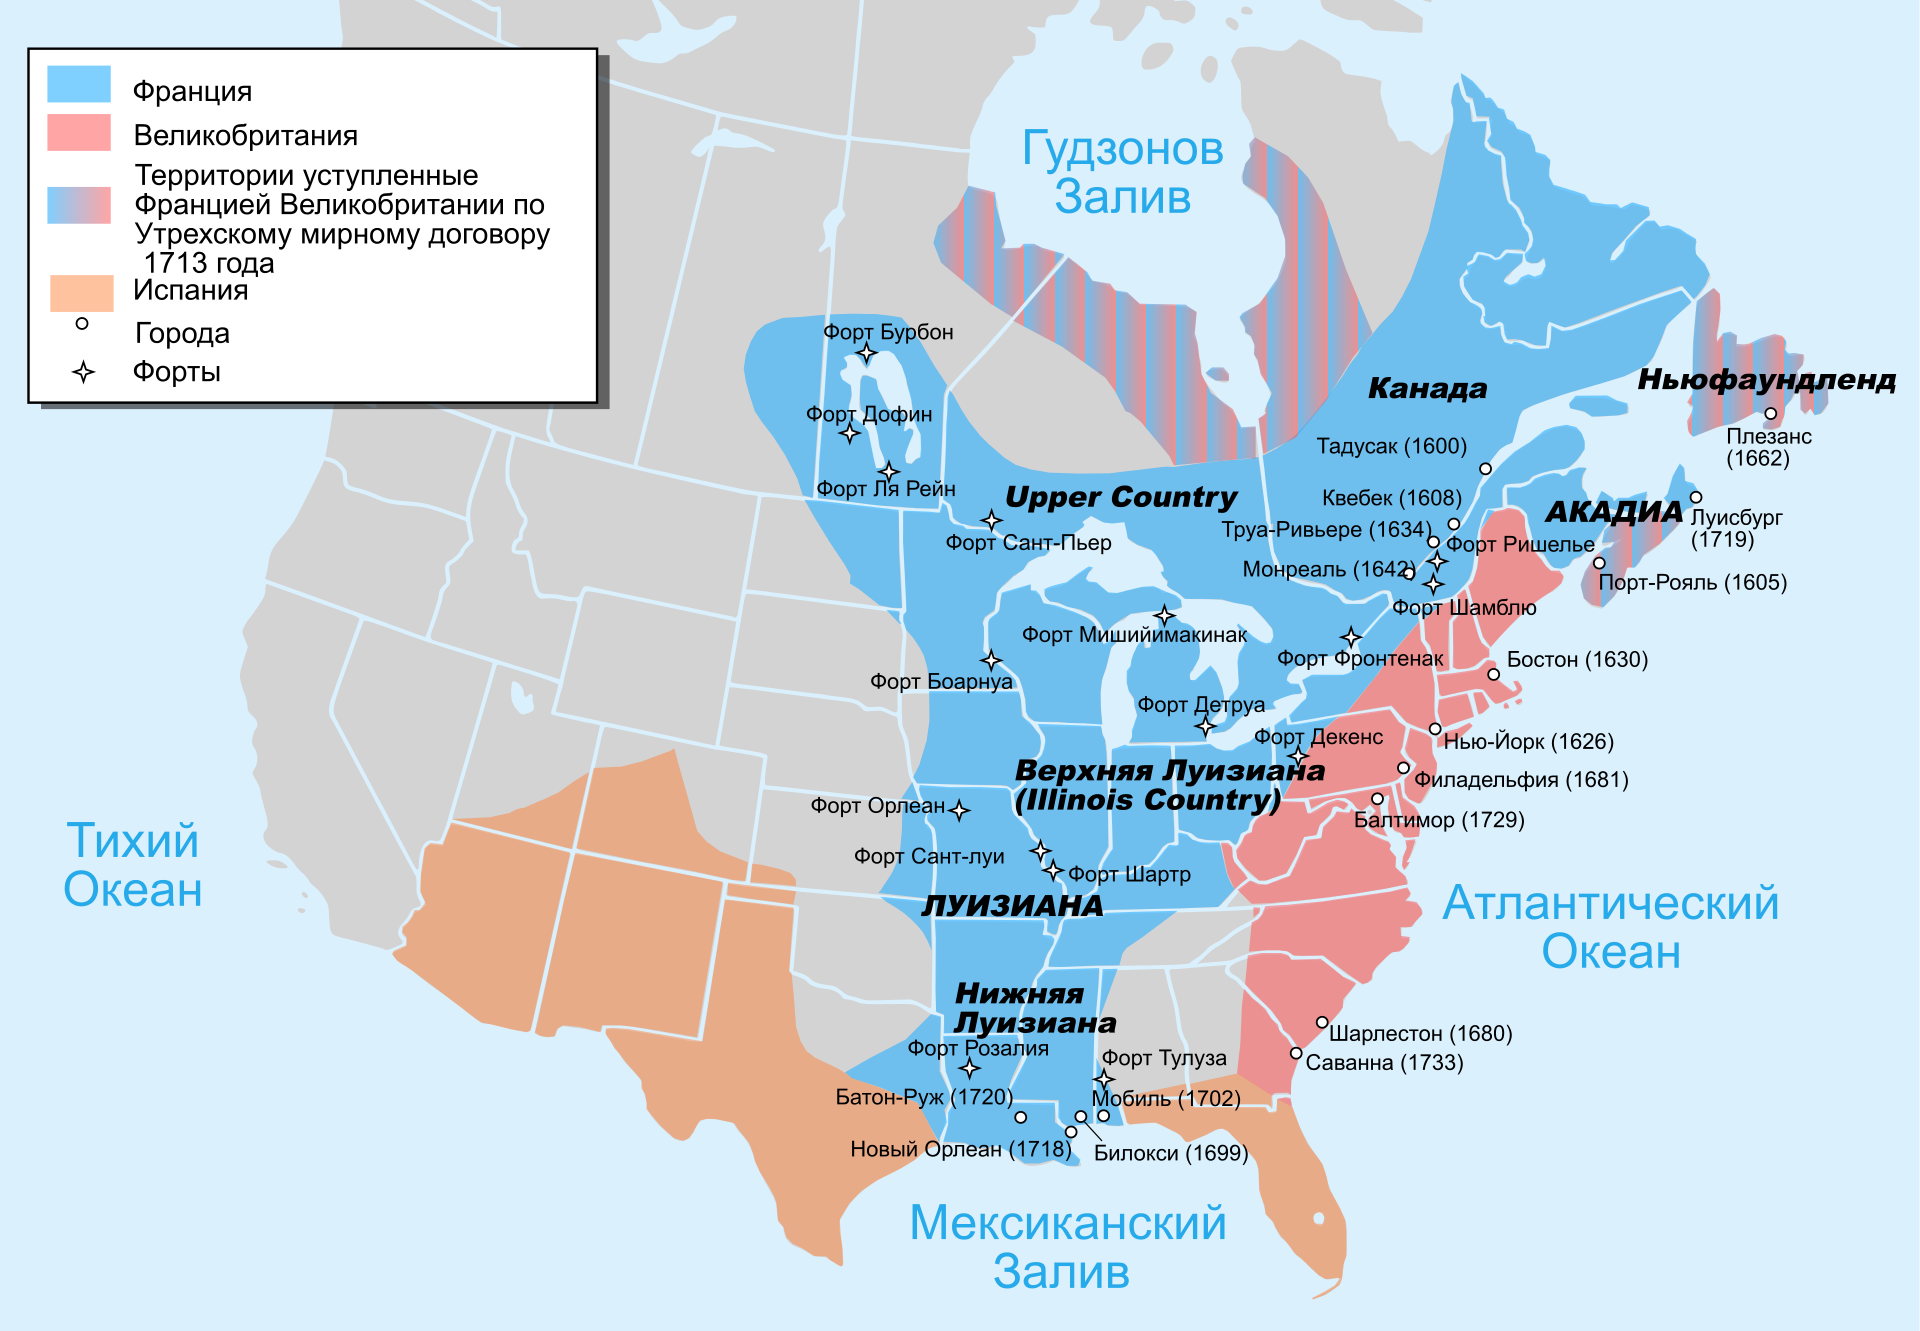 Франция
Великобритания
Территории уступленные
Францией Великобритании по
Утрехскому мирному договору
1713 года
Испания
Города
Форты
Гудзонов
Залив
Форт Бурбон
Форт Дофин
Форт Ля Рейн
Канада
Ньюфаундленд
Плезанс
(1662)
Тадусак (1600)
Квебек (1608)
Труа-Ривьере (1634)
Форт Ришелье
Монреаль (1642)
Форт Шамблю
АКАДИА
Луисбург
(1719)
Порт-Рояль (1605)
Upper Country
Форт Сант-Пьер
Форт Мишийимакинак
Форт Фронтенак
Бостон (1630)
Форт Боарнуа
Форт Детруа
Форт Декенс
Нью-Йорк (1626)
Филадельфия (1681)
Балтимор (1729)
Верхняя Луизиана
(Illinois Country)
Форт Орлеан
Форт Сант-луи
Форт Шартр
ЛУИЗИАНА
Тихий
Океан
Атлантический
Океан
Нижняя
Луизиана
Форт Розалия
Форт Тулуза
Шарлестон (1680)
Саванна (1733)
Батон-Руж (1720)
Мобиль (1702)
Новый Орлеан (1718)
Билокси (1699)
Мексиканский
Залив